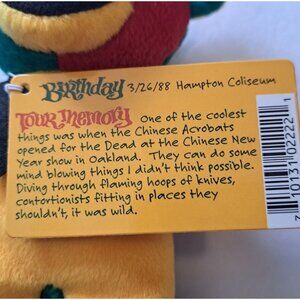 Birthday 3/26/88 Hampton Coliseum
Tour Memory One of the coolest
things was when the Chinese Acrobats
opened for the Dead at the Chinese New
Year show in Oakland. They can do some
mind blowing things I didn't think possible.
Diving through flaming hoops of knives,
contortionists fitting in places they
shouldn't, it was wild.